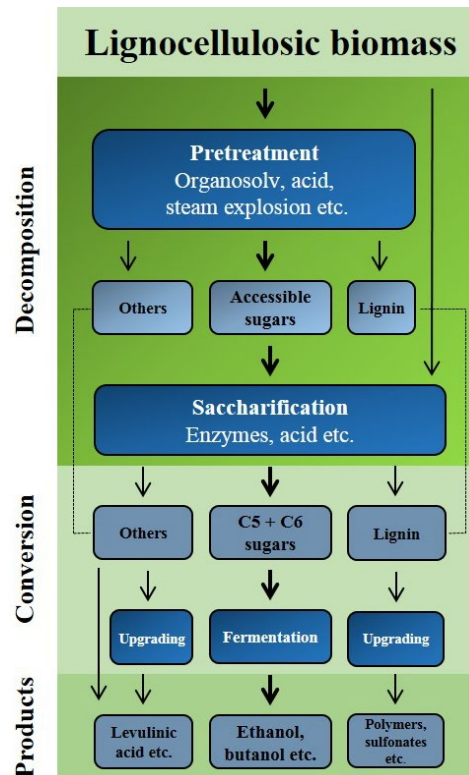 Lignocellulosic biomass
Decomposition
Pretreatment
Organosolv, acid,
steam explosion etc.
Others
Accessible
sugars
Lignin
Saccharification
Enzymes, acid etc.
Conversion
Others
C5 + C6
sugars
Lignin
Upgrading
Fermentation
Upgrading
Products
Levulinic
acid etc.
Ethanol,
butanol etc.
Polymers,
sulfonates
etc.